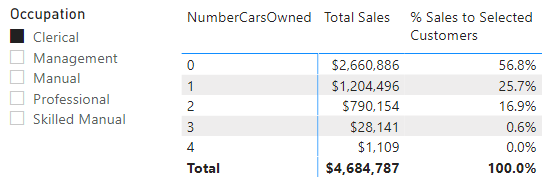 Occupation
Clerical
Management
Manual
Professional
Skilled Manual
NumberCarsOwned Total Sales % Sales to Selected
Customers
0 $2,660,886 56.8%
1 $1,204,496 25.7%
2 $790,154 16.9%
3 $28,141 0.6%
4 $1,109 0.0%
Total $4,684,787 100.0%